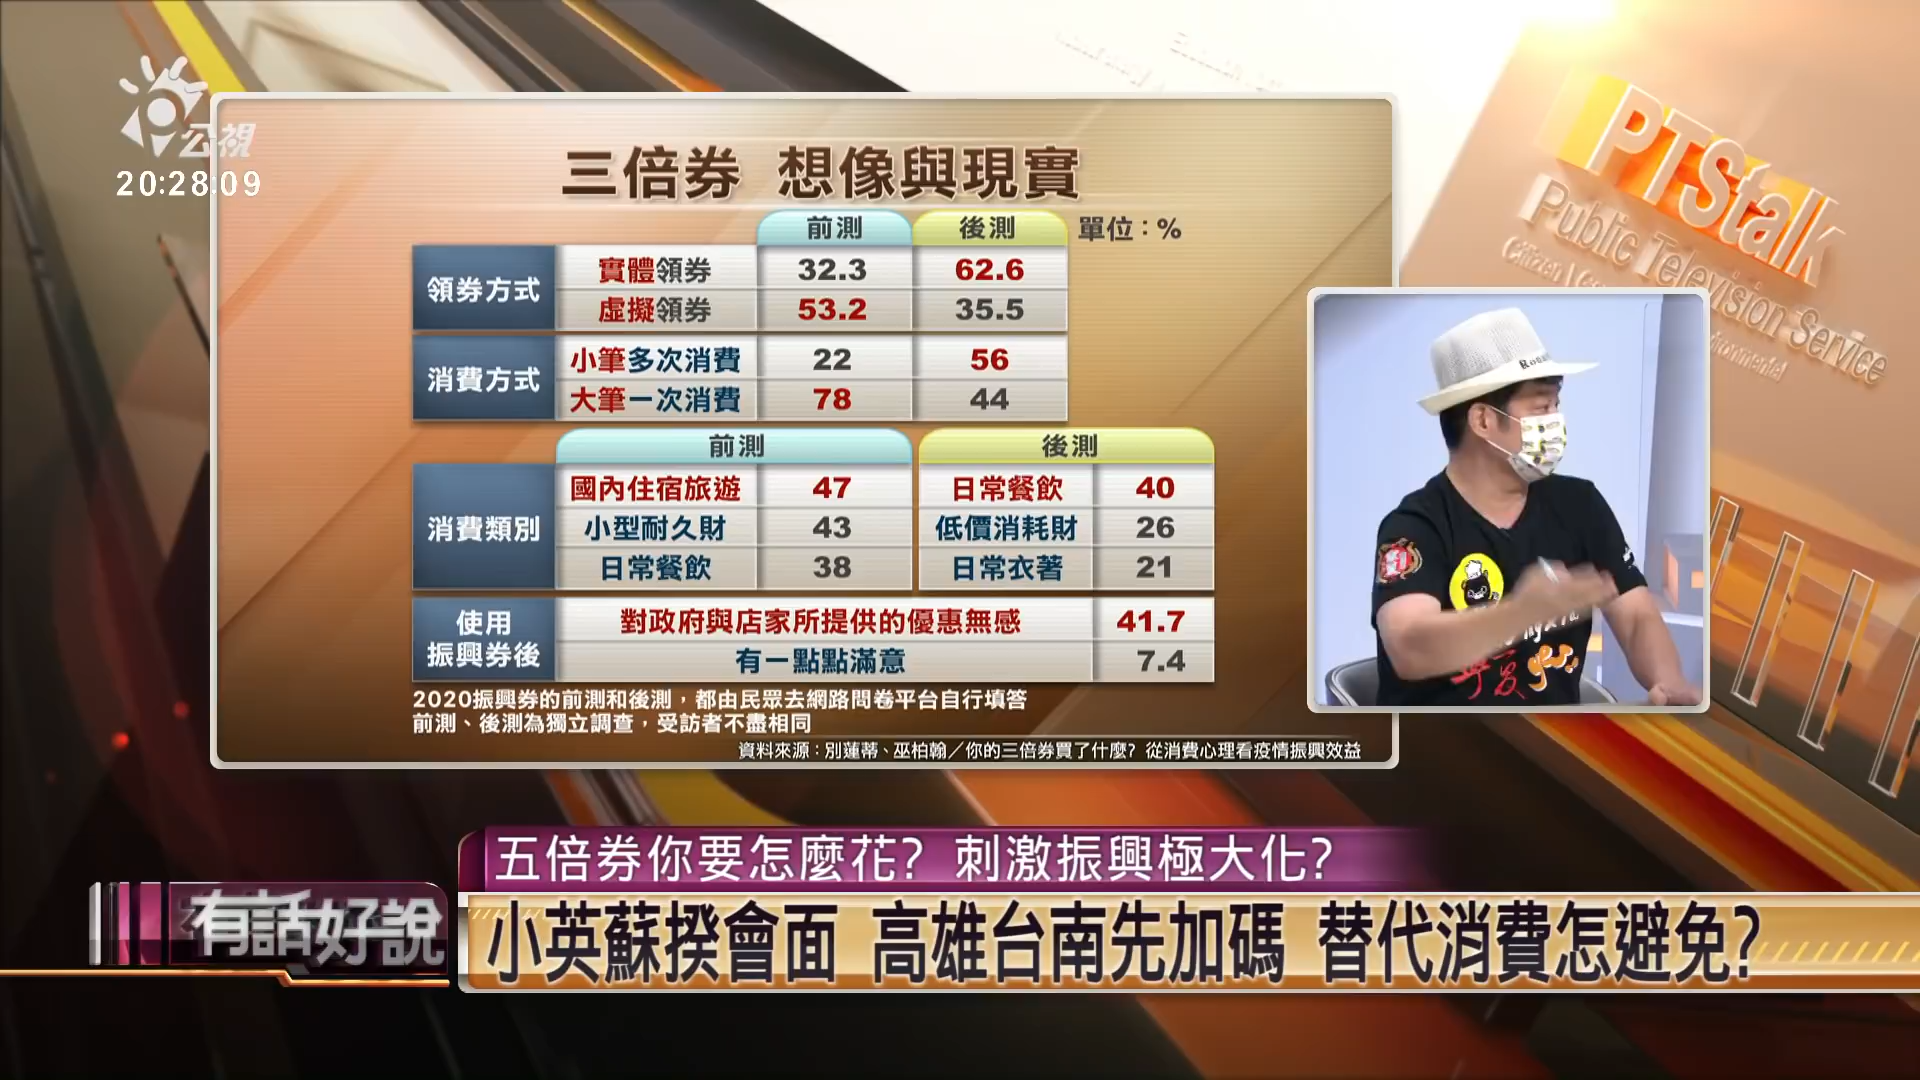 公視
20:28:09
三倍券 想像與現實
前測 後測 單位：%
領券方式
實體領券 32.3 62.6
虛擬領券 53.2 35.5
消費方式
小筆多次消費 22 56
大筆一次消費 78 44
前測 後測
消費類別
國內住宿旅遊 47 日常餐飲 40
小型耐久財 43 低價消耗財 26
日常餐飲 38 日常衣著 21
使用
振興券後
對政府與店家所提供的優惠無感 41.7
有一點點滿意 7.4
2020振興券的前測和後測，都由民眾去網路問卷平台自行填答
前測、後測為獨立調查，受訪者不盡相同
資料來源：別蓮蒂、巫柏翰／你的三倍券買了什麼？從消費心理看疫情振興效益
PTStalk
Public Television Service
五倍券你要怎麼花？ 刺激振興極大化？
有話好說
小英蘇揆會面 高雄台南先加碼 替代消費怎避免？